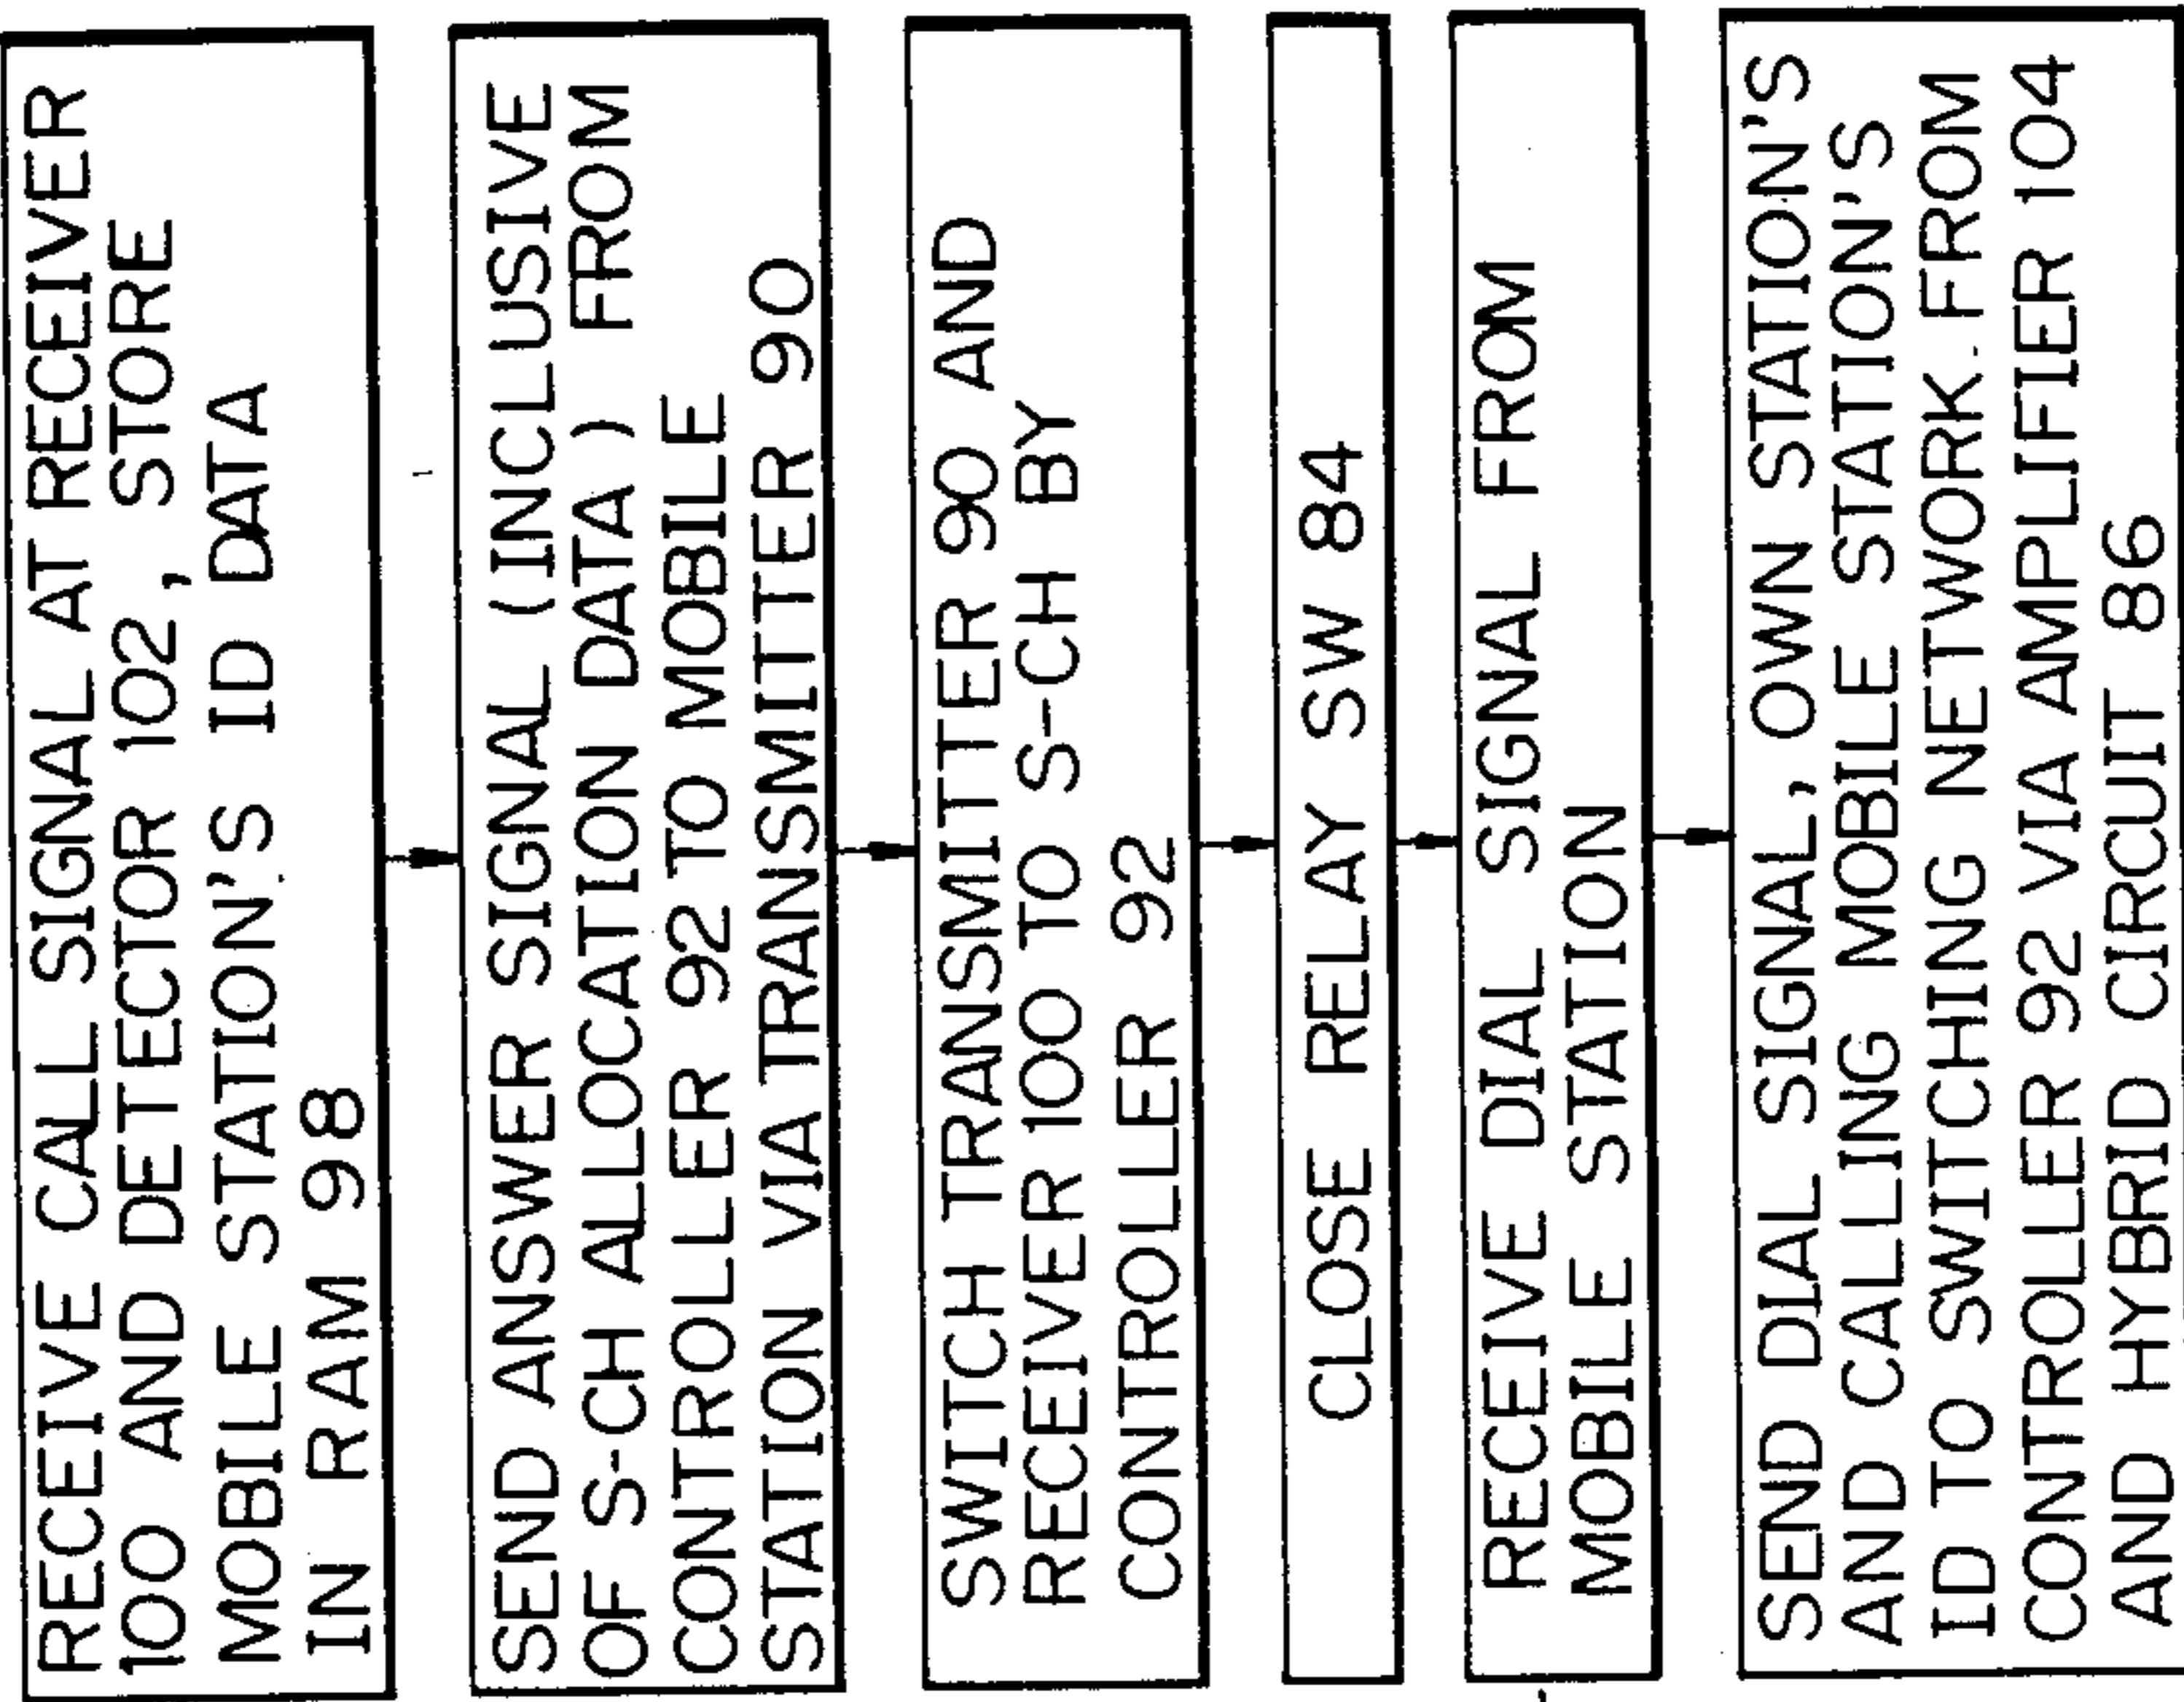 RECEIVE CALL SIGNAL AT RECEIVER
100 AND DETECTOR 102, STORE
MOBILE STATION'S ID DATA
IN RAM 98
SEND ANSWER SIGNAL (INCLUSIVE
OF S-CH ALLOCATION DATA) FROM
CONTROLLER 92 TO MOBILE
STATION VIA TRANSMITTER 90
SWITCH TRANSMITTER 90 AND
RECEIVER 100 TO S-CH BY
CONTROLLER 92
CLOSE RELAY SW 84
RECEIVE DIAL SIGNAL FROM
MOBILE STATION
SEND DIAL SIGNAL, OWN STATION'S
AND CALLING MOBILE STATION'S
ID TO SWITCHING NETWORK FROM
CONTROLLER 92 VIA AMPLIFIER 104
AND HYBRID CIRCUIT 86